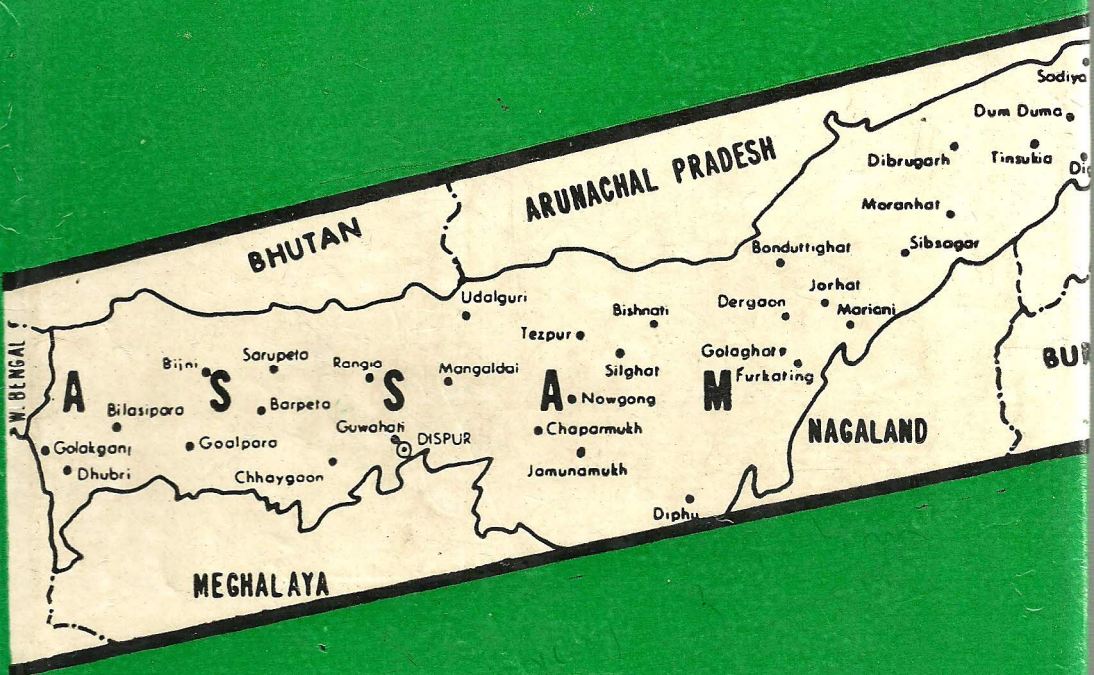 Sadiya
Dum Duma
Dibrugarh
Tinsukia
Dig
ARUNACHAL PRADESH
Moranhat
BHUTAN
Bonduttighat
Sibsagar
Udalguri
Jorhat
Bishnati
Dergaon
Mariani
Tezpur
W. BENGAL
Sarupeta
Bijni
Rangia
Mangaldai
Silghat
Golaghat
Furkating
BUR
A S S A M
Bilasipara
Barpeta
Nowgong
Guwahati
DISPUR
Chaparmukh
NAGALAND
Golakganj
Goalpara
Dhubri
Chhaygaon
Jamunamukh
Diphu
MEGHALAYA